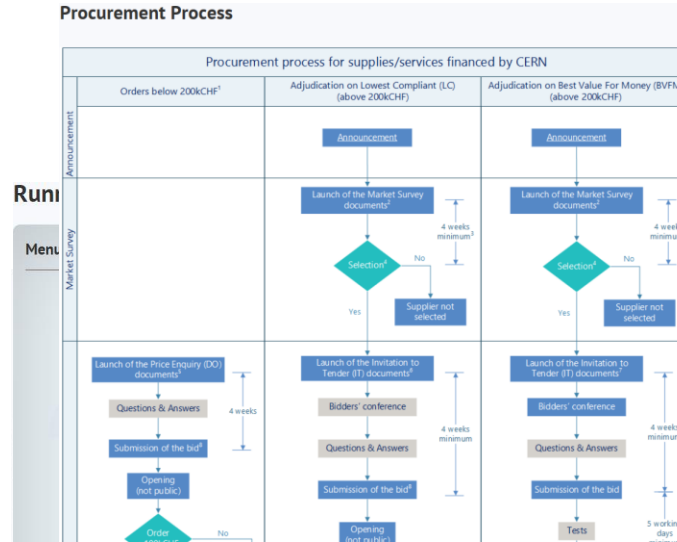 Procurement Process
Procurement process for supplies/services financed by CERN
Orders below 200kCHF¹
Adjudication on Lowest Compliant (LC)
(above 200kCHF)
Adjudication on Best Value For Money (BVFM
(above 200kCHF)
Announcement
Announcement
Announcement
Market Survey
Launch of the Market Survey
documents²
4 weeks
minimum³
Selection⁴
No
Yes
Supplier not
selected
Launch of the Market Survey
documents²
4 week
minimu
Selection⁴
No
Yes
Supplier not
selected
Runn
Menu
Launch of the Price Enquiry (DO)
documents⁵
Questions & Answers
4 weeks
Submission of the bid⁸
Opening
(not public)
Order
No
Launch of the Invitation to
Tender (IT) documents⁶
Bidders' conference
4 weeks
minimum
Questions & Answers
Submission of the bid⁸
Opening
(not public)
Launch of the Invitation to
Tender (IT) documents⁷
Bidders' conference
4 weeks
minimum
Questions & Answers
Submission of the bid
Tests
5 workin
days